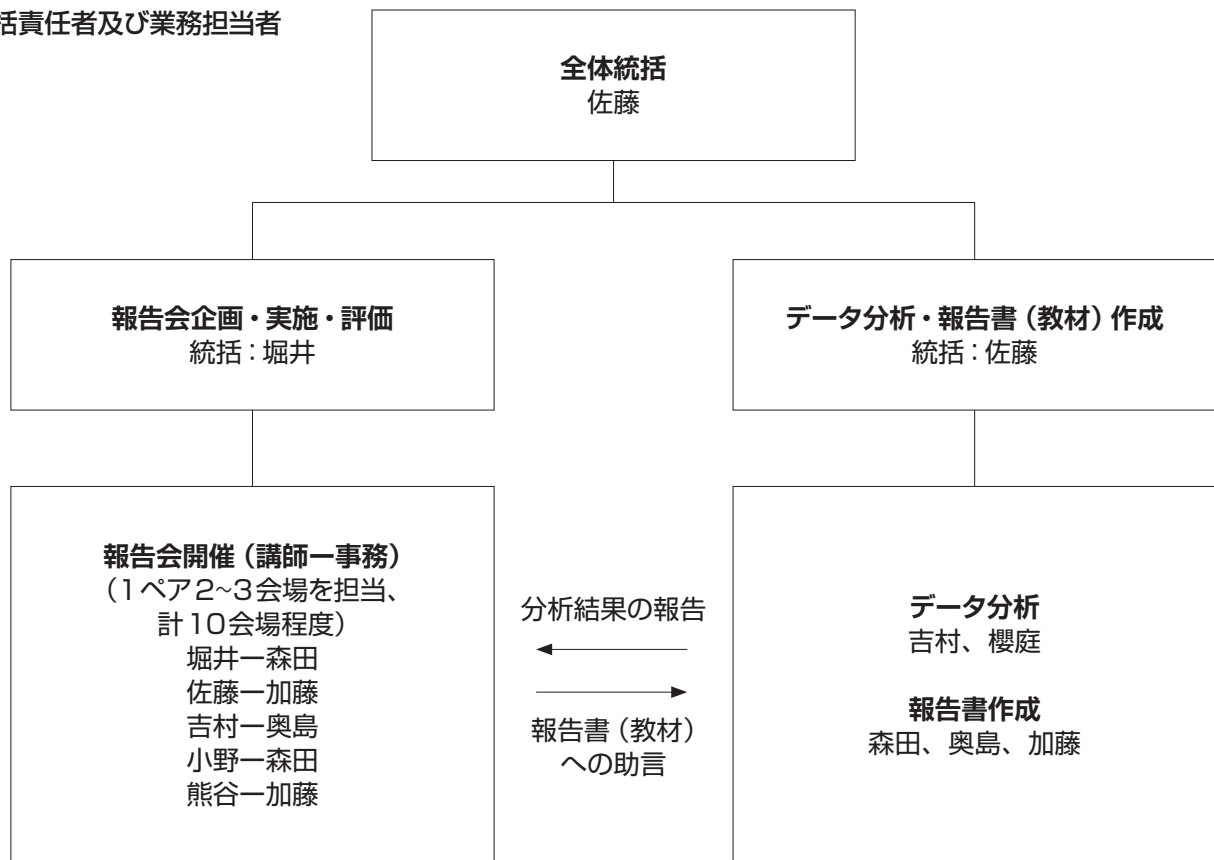 括責任者及び業務担当者
全体統括
佐藤
報告会企画・実施・評価
統括：堀井
データ分析・報告書（教材）作成
統括：佐藤
報告会開催（講師ー事務）
（1ペア2~3会場を担当、
計10会場程度）
堀井ー森田
佐藤ー加藤
吉村ー奥島
小野ー森田
熊谷ー加藤
分析結果の報告
報告書（教材）
への助言
データ分析
吉村、櫻庭
報告書作成
森田、奥島、加藤